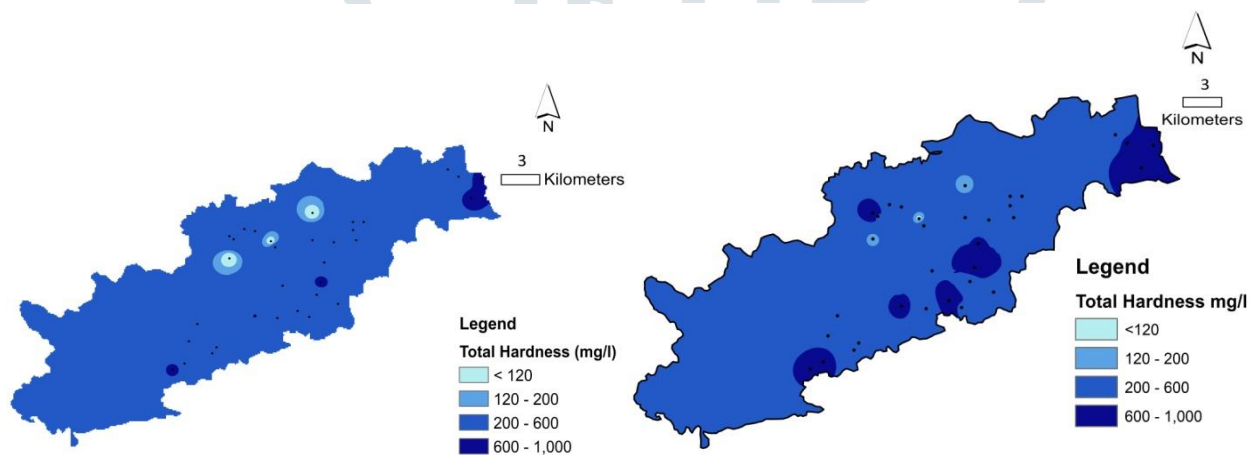 N
3
Kilometers
Legend
Total Hardness (mg/l)
< 120
120 - 200
200 - 600
600 - 1,000
N
3
Kilometers
Legend
Total Hardness mg/l
<120
120 - 200
200 - 600
600 - 1,000